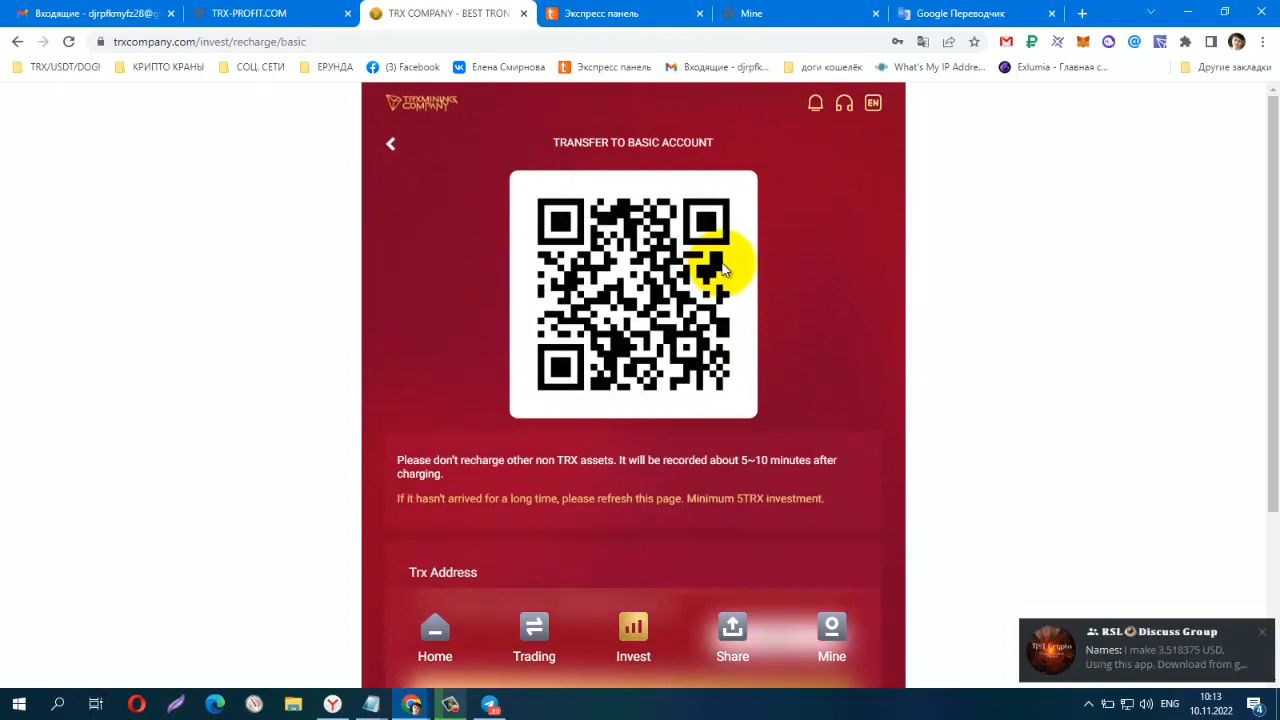 Входящие - djrpfkmyfz28@g
TRX-PROFIT.COM
TRX COMPANY - BEST TRON
Экспресс панель
Mine
Google Переводчик
trxcompany.com/invest/recharge/basic
TRX/USDT/DOGI
КРИПТО КРАНЫ
СОЦ. СЕТИ
ЕРУНДА
(3) Facebook
Елена Смирнова
Экспресс панель
Входящие - djrpfk...
доги кошелёк
What's My IP Addre...
Exlumia - Главная с...
Другие закладки
TRXMINING
COMPANY
EN
TRANSFER TO BASIC ACCOUNT
Please don't recharge other non TRX assets. It will be recorded about 5~10 minutes after
charging.
If it hasn't arrived for a long time, please refresh this page. Minimum 5TRX investment.
Trx Address
Home
Trading
Invest
Share
Mine
RSL Discuss Group
Names: I make 3.518375 USD,
Using this app, Download from g...
ENG
10:13
10.11.2022
4